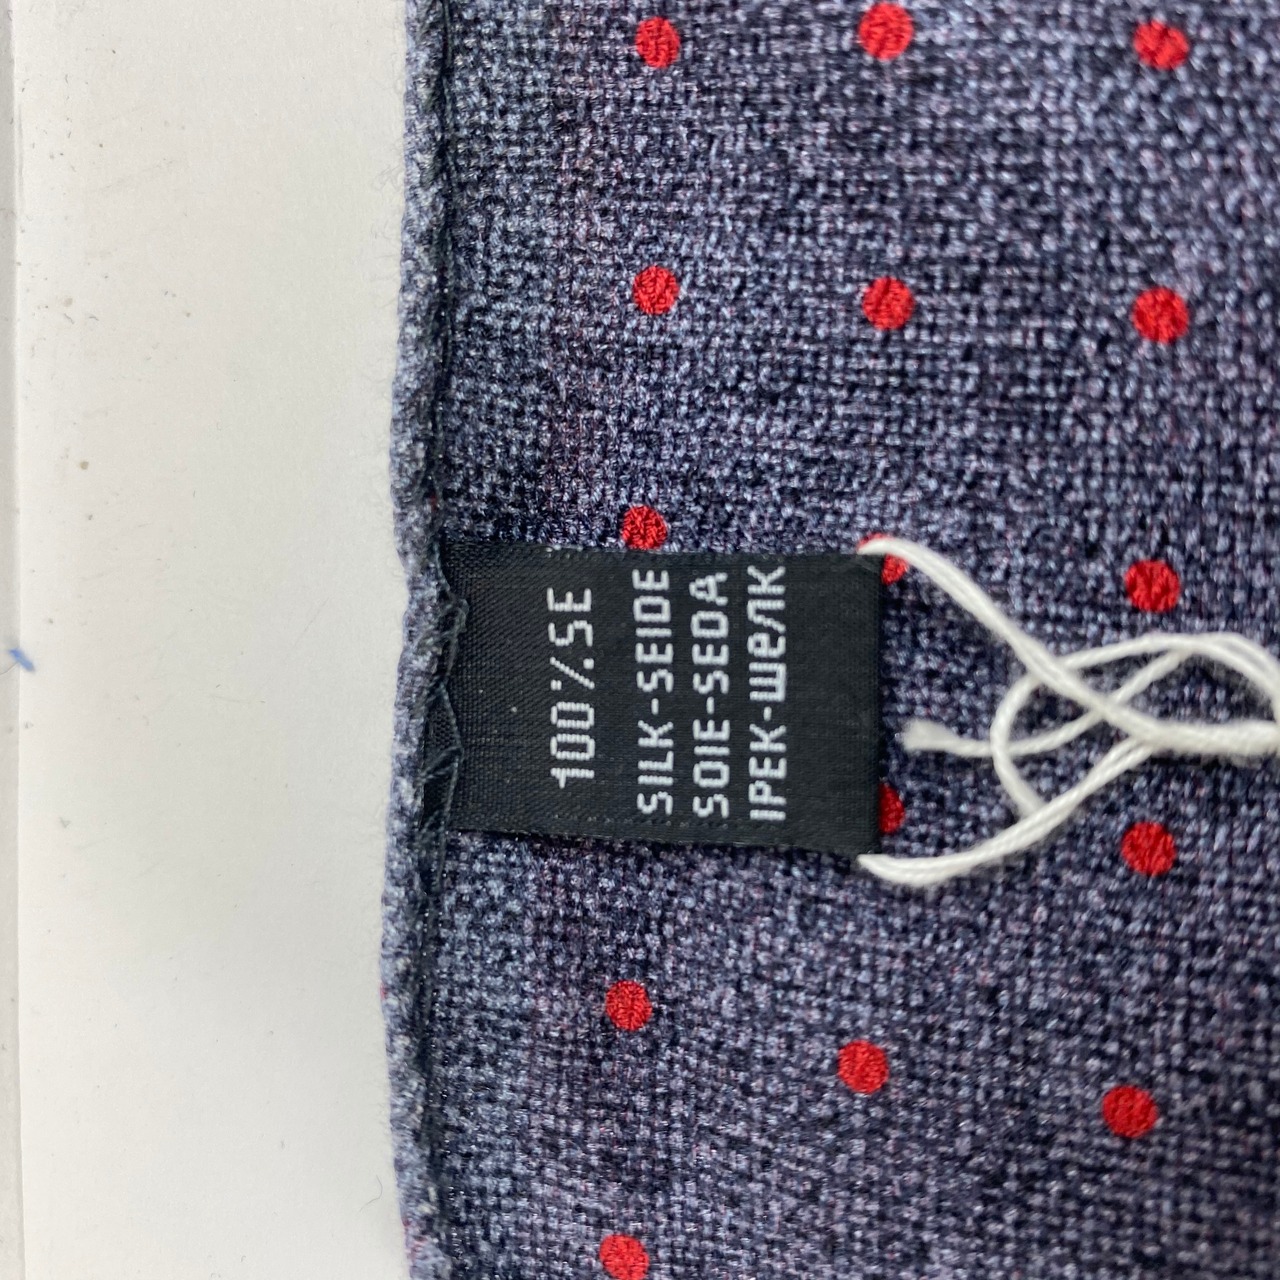 100%SE
SILK-SEIDE
SOIE-SEDA
IPEK-ШЕЛК